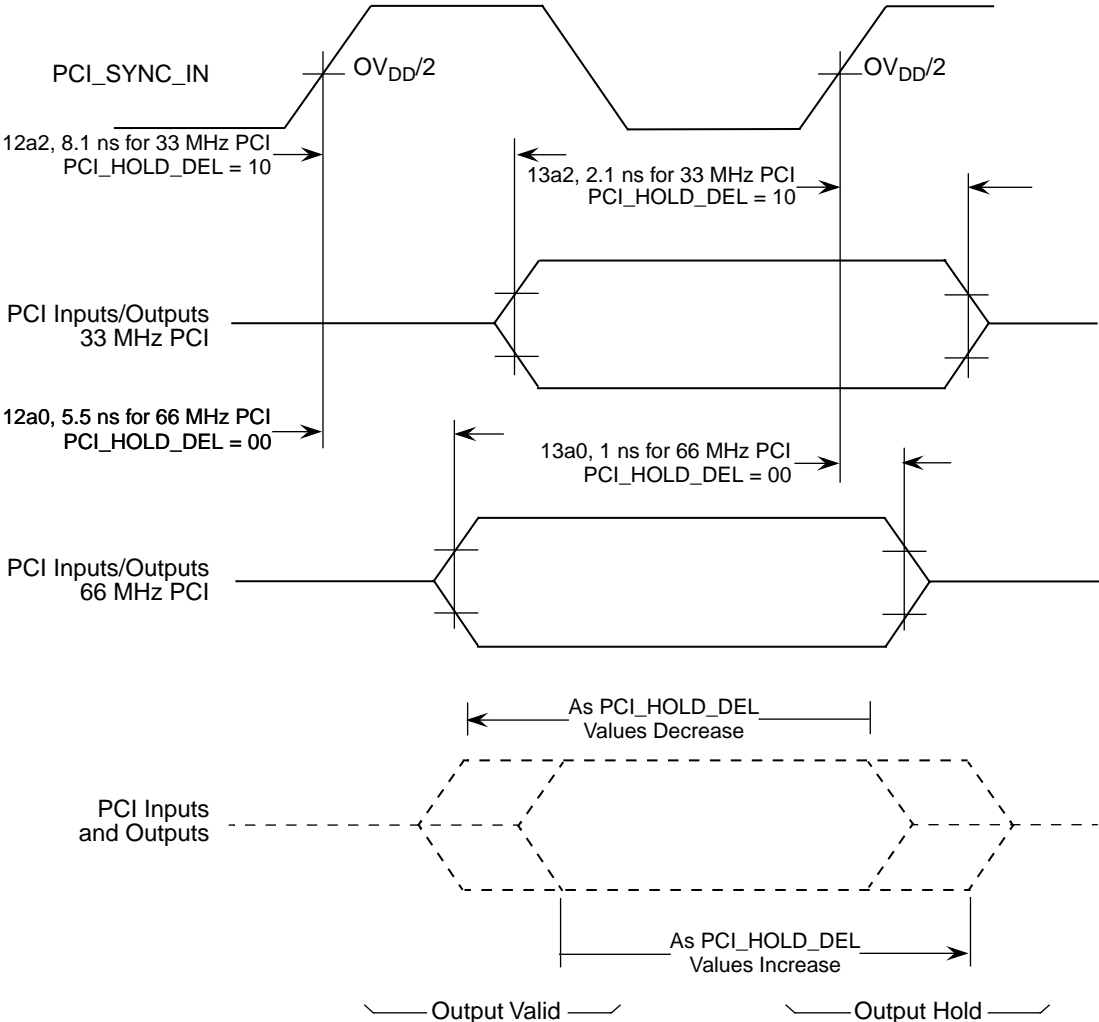 PCI_SYNC_IN
OVDD/2
OVDD/2
12a2, 8.1 ns for 33 MHz PCI
PCI_HOLD_DEL = 10
13a2, 2.1 ns for 33 MHz PCI
PCI_HOLD_DEL = 10
PCI Inputs/Outputs
33 MHz PCI
12a0, 5.5 ns for 66 MHz PCI
PCI_HOLD_DEL = 00
13a0, 1 ns for 66 MHz PCI
PCI_HOLD_DEL = 00
PCI Inputs/Outputs
66 MHz PCI
As PCI_HOLD_DEL
Values Decrease
PCI Inputs
and Outputs
As PCI_HOLD_DEL
Values Increase
Output Valid
Output Hold